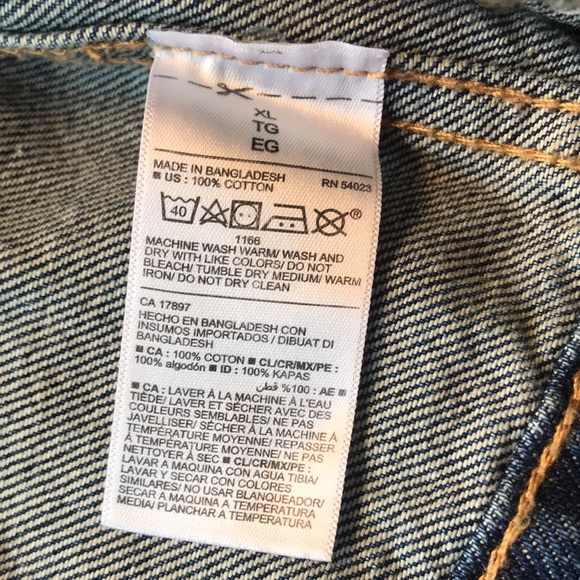 XL
TG
EG
MADE IN BANGLADESH RN 54023
■ US : 100% COTTON
40 ®
1166
MACHINE WASH WARM/ WASH AND
DRY WITH LIKE COLORS/ DO NOT
BLEACH/ TUMBLE DRY MEDIUM/ WARM
IRON/ DO NOT DRY CLEAN
CA 17897
HECHO EN BANGLADESH CON
INSUMOS IMPORTADOS / DIBUAT DI
BANGLADESH
■ CA : 100% COTON ■ CL/CR/MX/PE :
100% algodón ■ ID : 100% KAPAS
■ AE : 100% قطن
■ CA : LAVER À LA MACHINE À L'EAU
TIÈDE/ LAVER ET SÉCHER AVEC DES
COULEURS SEMBLABLES/ NE PAS
JAVELLISER/ SÉCHER À LA MACHINE À
TEMPÉRATURE MOYENNE/ REPASSER
À TEMPÉRATURE MOYENNE/ NE PAS
NETTOYER À SEC ■ CL/CR/MX/PE :
LAVAR A MAQUINA CON AGUA TIBIA/
LAVAR Y SECAR CON COLORES
SIMILARES/ NO USAR BLANQUEADOR/
SECAR A MAQUINA A TEMPERATURA
MEDIA/ PLANCHAR A TEMPERATURA